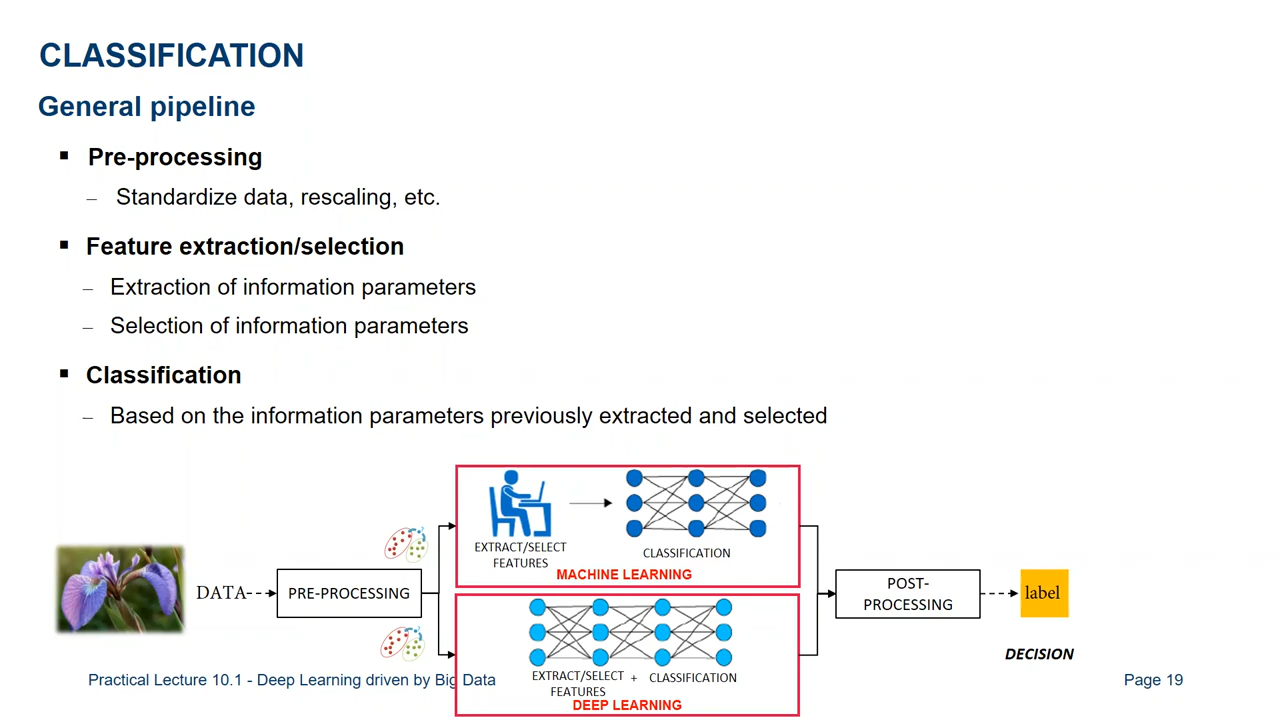 CLASSIFICATION
General pipeline
▪ Pre-processing
– Standardize data, rescaling, etc.
▪ Feature extraction/selection
– Extraction of information parameters
– Selection of information parameters
▪ Classification
– Based on the information parameters previously extracted and selected
DATA
PRE-PROCESSING
EXTRACT/SELECT
FEATURES
CLASSIFICATION
MACHINE LEARNING
EXTRACT/SELECT + CLASSIFICATION
FEATURES
DEEP LEARNING
POST-
PROCESSING
label
DECISION
Practical Lecture 10.1 - Deep Learning driven by Big Data
Page 19